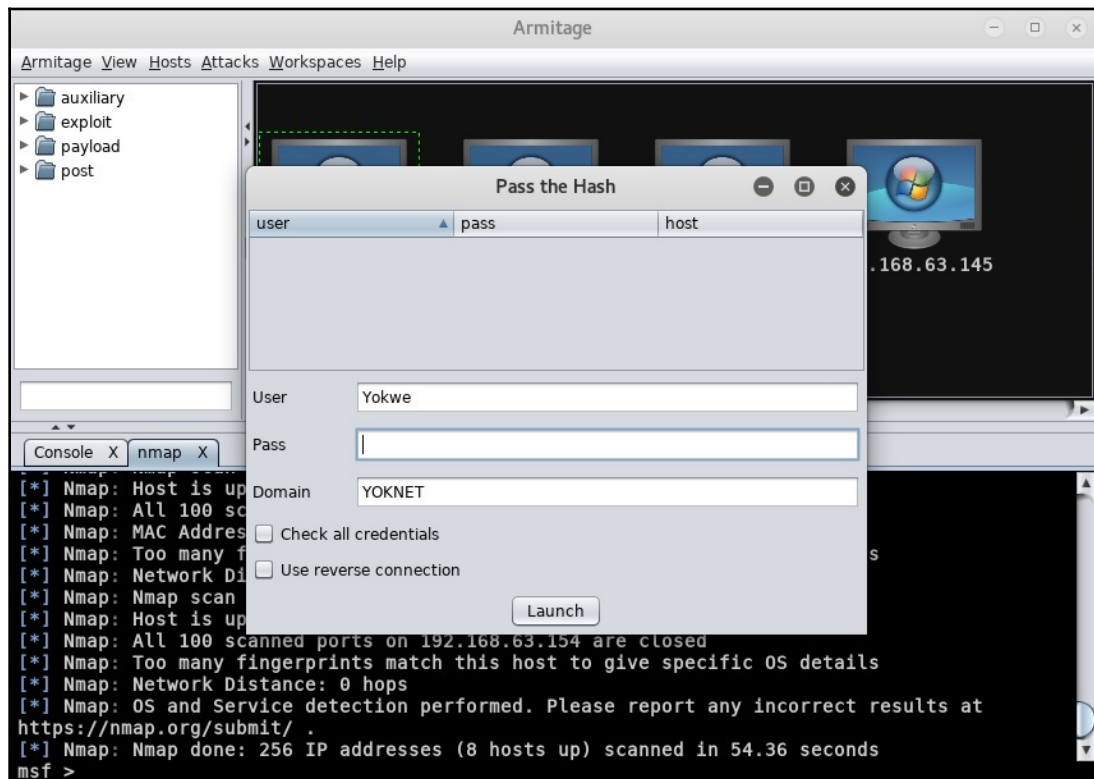 Armitage
Armitage View Hosts Attacks Workspaces Help
auxiliary
exploit
payload
post
.168.63.145
Pass the Hash
user pass host
User Yokwe
Pass
Domain YOKNET
Check all credentials
Use reverse connection
Launch
Console X nmap X
[*] Nmap: Host is up
[*] Nmap: All 100 sc
[*] Nmap: MAC Addres
[*] Nmap: Too many f s
[*] Nmap: Network Di
[*] Nmap: Nmap scan
[*] Nmap: Host is up
[*] Nmap: All 100 scanned ports on 192.168.63.154 are closed
[*] Nmap: Too many fingerprints match this host to give specific OS details
[*] Nmap: Network Distance: 0 hops
[*] Nmap: OS and Service detection performed. Please report any incorrect results at
https://nmap.org/submit/ .
[*] Nmap: Nmap done: 256 IP addresses (8 hosts up) scanned in 54.36 seconds
msf >